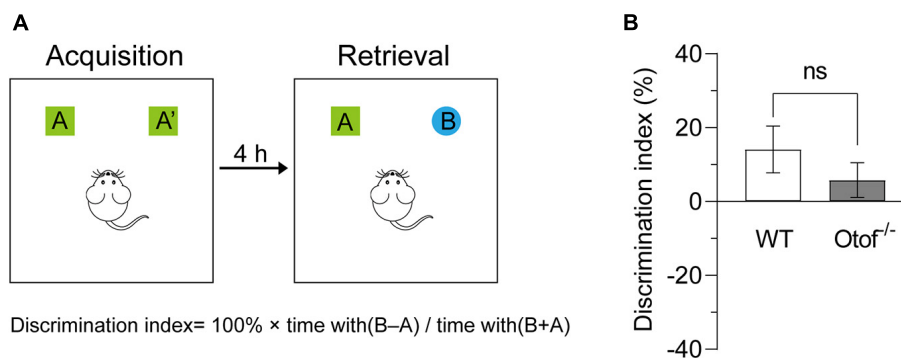 A
Acquisition
A
A’
4 h
Retrieval
A
B
Discrimination index= 100% × time with(B–A) / time with(B+A)
B
Discrimination index (%)
40
20
0
-20
-40
ns
WT
Otof-/-